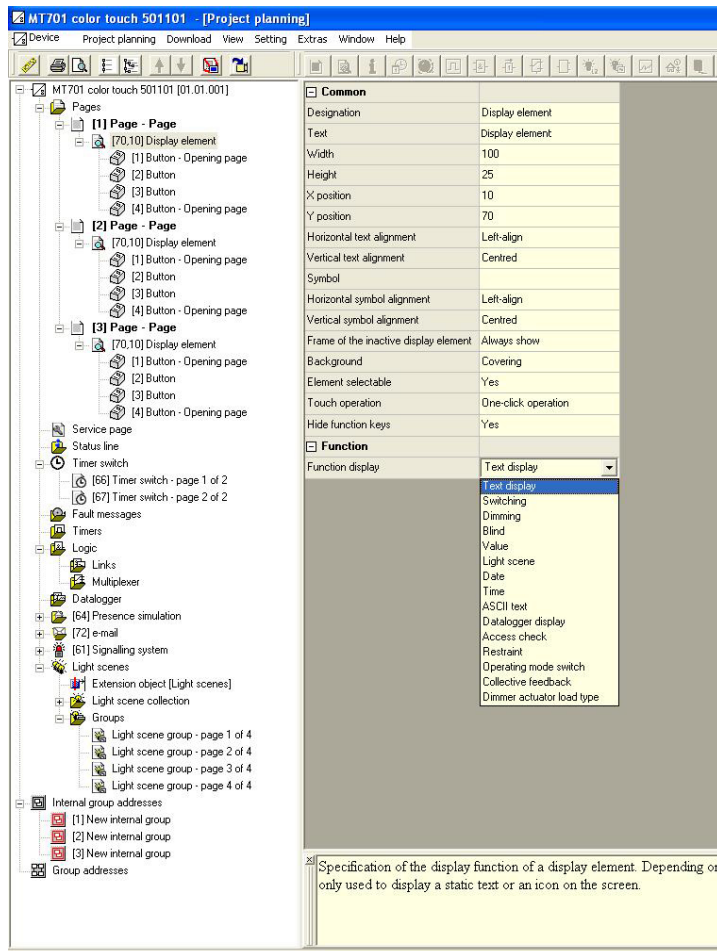 MT701 color touch 501101 - [Project planning]
Device Project planning Download View Setting Extras Window Help
MT701 color touch 501101 [01.01.001]
Pages
[1] Page - Page
[70,10] Display element
[1] Button - Opening page
[2] Button
[3] Button
[4] Button - Opening page
[2] Page - Page
[70,10] Display element
[1] Button - Opening page
[2] Button
[3] Button
[4] Button - Opening page
[3] Page - Page
[70,10] Display element
[1] Button - Opening page
[2] Button
[3] Button
[4] Button - Opening page
Service page
Status line
Timer switch
[66] Timer switch - page 1 of 2
[67] Timer switch - page 2 of 2
Fault messages
Timers
Logic
Links
Multiplexer
Datalogger
[64] Presence simulation
[72] e-mail
[61] Signalling system
Light scenes
Extension object [Light scenes]
Light scene collection
Groups
Light scene group - page 1 of 4
Light scene group - page 2 of 4
Light scene group - page 3 of 4
Light scene group - page 4 of 4
Internal group addresses
[1] New internal group
[2] New internal group
[3] New internal group
Group addresses
Common
Designation Display element
Text Display element
Width 100
Height 25
X position 10
Y position 70
Horizontal text alignment Left-align
Vertical text alignment Centred
Symbol
Horizontal symbol alignment Left-align
Vertical symbol alignment Centred
Frame of the inactive display element Always show
Background Covering
Element selectable Yes
Touch operation One-click operation
Hide function keys Yes
Function
Function display Text display
Text display
Switching
Dimming
Blind
Value
Light scene
Date
Time
ASCII text
Datalogger display
Access check
Restraint
Operating mode switch
Collective feedback
Dimmer actuator load type
Specification of the display function of a display element. Depending or
only used to display a static text or an icon on the screen.